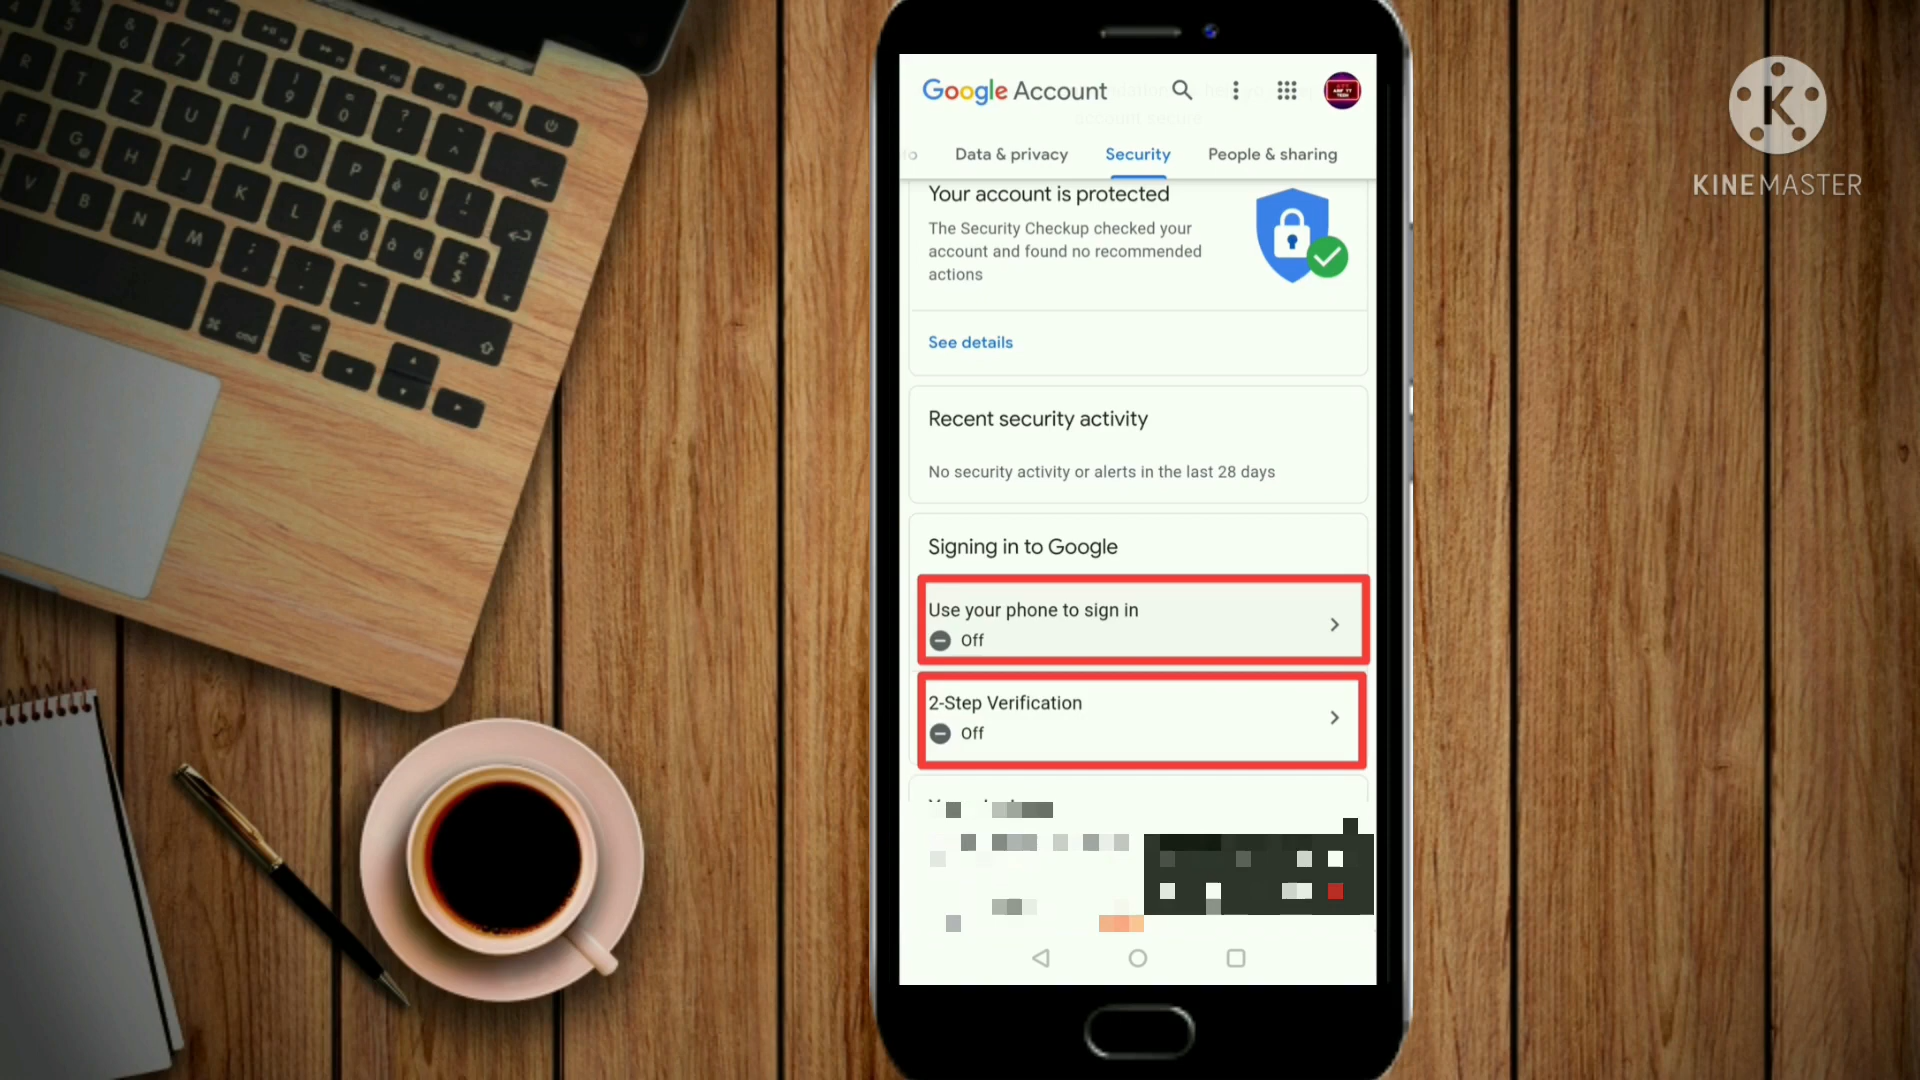 Google Account
Data & privacy
Security
People & sharing
Your account is protected
The Security Checkup checked your
account and found no recommended
actions
See details
Recent security activity
No security activity or alerts in the last 28 days
Signing in to Google
Use your phone to sign in
Off
2-Step Verification
Off
K
KINEMASTER